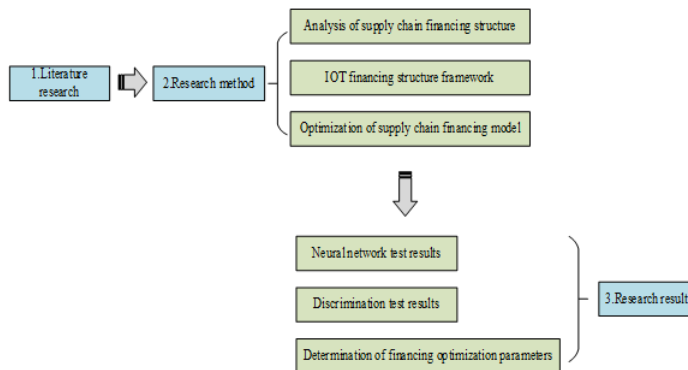 Analysis of supply chain financing structure
1.Literature
research
2.Research method
IOT financing structure framework
Optimization of supply chain financing model
Neural network test results
Discrimination test results
3.Research result
Determination of financing optimization parameters